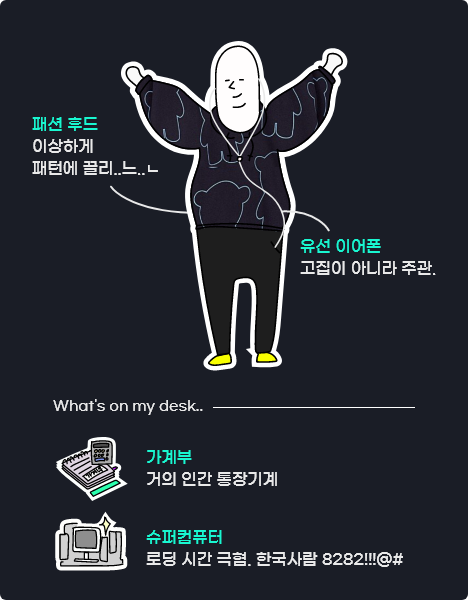 패션 후드
이상하게
패턴에 끌리..느..ㄴ
유선 이어폰
고집이 아니라 주관.
What's on my desk..
가계부
거의 인간 통장기계
슈퍼컴퓨터
로딩 시간 극혐. 한국사람 8282!!!@#